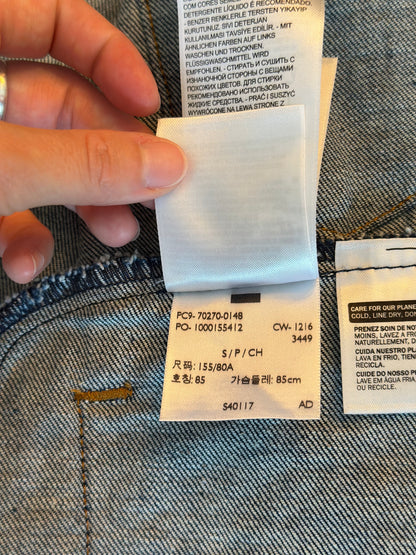 COM CORES SEME
DETERGENTE LÍQUIDO É RECOMENDADO.
- BENZER RENKLERLE TERSTEN YIKAYIP
KURUTUNUZ, SIVI DETERJAN
KULLANILMASI TAVSİYE EDİLİR. - MIT
ÄHNLICHEN FARBEN AUF LINKS
WASCHEN UND TROCKNEN.
FLÜSSIGWASCHMITTEL WIRD
EMPFOHLEN. - СТИРАТЬ И СУШИТЬ
ИЗНАНОЧНОЙ СТОРОНЫ С ВЕЩАМИ
ПОХОЖИХ ЦВЕТОВ. ДЛЯ СТИРКИ
РЕКОМЕНДОВАНО ИСПОЛЬЗОВАТЬ
ЖИДКИЕ СРЕДСТВА. - PRAĆ I SUSZYĆ
WYWRÓCONE NA LEWĄ STRONĘ Z
PC9- 70270-0148
PO- 1000155412 CW- 1216
3449
S / P / CH
尺码: 155/80A
호칭: 85 가슴둘레: 85cm
S40117 AD
CARE FOR OUR PLANET
COLD, LINE DRY, DON
PRENEZ SOIN DE NOT
MOINS, LAVEZ À FRO
NATURELLEMENT, D
CUIDA NUESTRO PLA
LAVA EN FRÍO, TIEN
RECICLA.
CUIDE DO NOSSO P
LAVE EM ÁGUA FRIA
OU RECICLE.